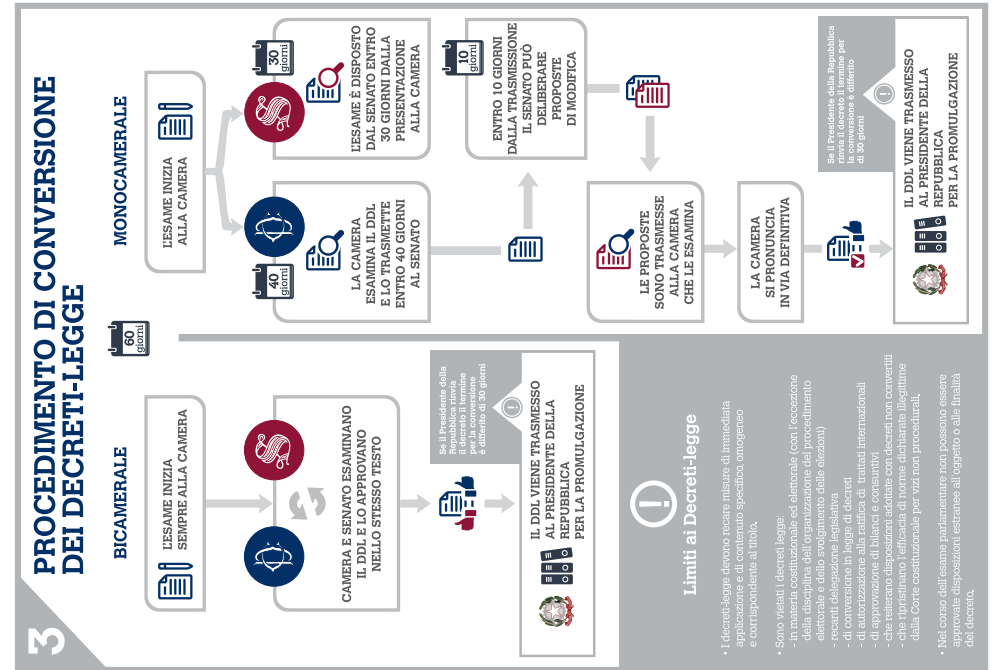 3
PROCEDIMENTO DI CONVERSIONE
DEI DECRETI-LEGGE
60
giorni
BICAMERALE
L'ESAME INIZIA
SEMPRE ALLA CAMERA
CAMERA E SENATO ESAMINANO
IL DDL E LO APPROVANO
NELLO STESSO TESTO
Se il Presidente della
Repubblica rinvia
il decreto il termine
per la conversione
è differito di 30 giorni
IL DDL VIENE TRASMESSO
AL PRESIDENTE DELLA
REPUBBLICA
PER LA PROMULGAZIONE
MONOCAMERALE
L'ESAME INIZIA
ALLA CAMERA
40
giorni
LA CAMERA
ESAMINA IL DDL
E LO TRASMETTE
ENTRO 40 GIORNI
AL SENATO
30
giorni
L'ESAME È DISPOSTO
DAL SENATO ENTRO
30 GIORNI DALLA
PRESENTAZIONE
ALLA CAMERA
10
giorni
ENTRO 10 GIORNI
DALLA TRASMISSIONE
IL SENATO PUÒ
DELIBERARE
PROPOSTE
DI MODIFICA
LE PROPOSTE
SONO TRASMESSE
ALLA CAMERA
CHE LE ESAMINA
LA CAMERA
SI PRONUNCIA
IN VIA DEFINITIVA
Se il Presidente della Repubblica
rinvia il decreto il termine per
la conversione è differito
di 30 giorni
IL DDL VIENE TRASMESSO
AL PRESIDENTE DELLA
REPUBBLICA
PER LA PROMULGAZIONE
Limiti ai Decreti-legge
• I decreti-legge devono recare misure di immediata
applicazione e di contenuto specifico, omogeneo
e corrispondente al titolo.
• Sono vietati i decreti legge:
- in materia costituzionale ed elettorale (con l'eccezione
della disciplina dell'organizzazione del procedimento
elettorale e dello svolgimento delle elezioni)
- recanti delegazione legislativa
- di conversione in legge di decreti
- di autorizzazione alla ratifica di trattati internazionali
- di approvazione di bilanci e consuntivi
- che reiterano disposizioni adottate con decreti non convertiti
- che ripristinano l'efficacia di norme dichiarate illegittime
dalla Corte costituzionale per vizi non procedurali.
• Nel corso dell'esame parlamentare non possono essere
approvate disposizioni estranee all'oggetto o alle finalità
del decreto.